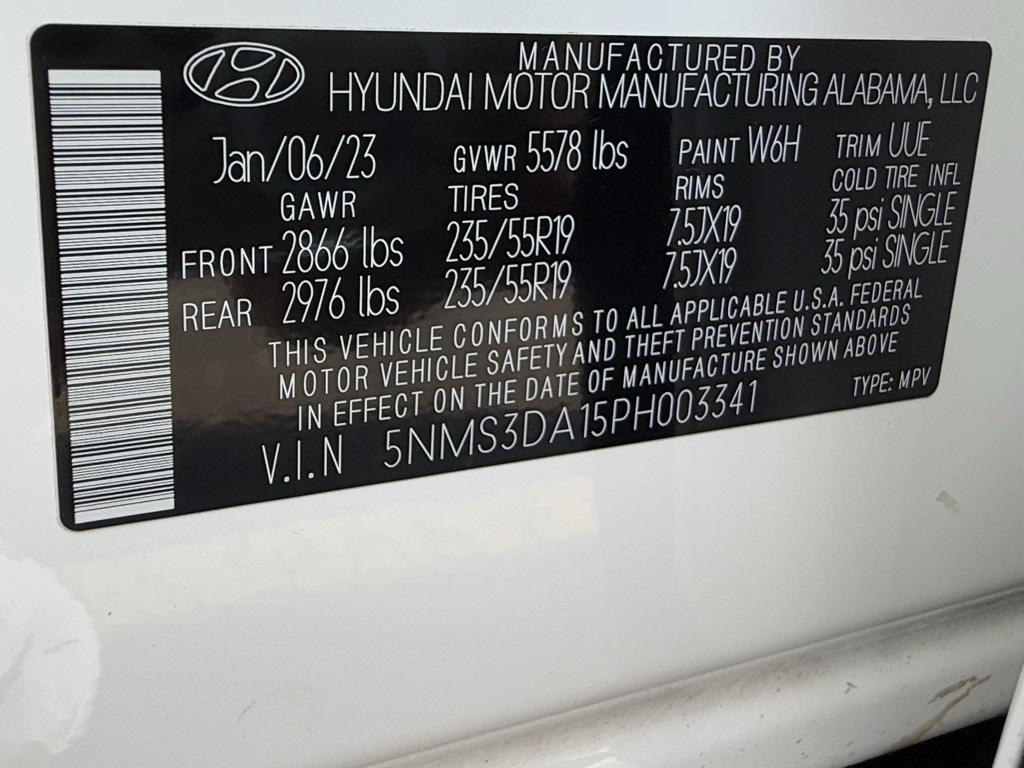 MANUFACTURED BY
HYUNDAI MOTOR MANUFACTURING ALABAMA, LLC
Jan/06/23 GVWR 5578 lbs PAINT W6H TRIM UUE
GAWR TIRES RIMS COLD TIRE INFL
FRONT 2866 lbs 235/55R19 7.5JX19 35 psi SINGLE
REAR 2976 lbs 235/55R19 7.5JX19 35 psi SINGLE
THIS VEHICLE CONFORMS TO ALL APPLICABLE U.S.A. FEDERAL
MOTOR VEHICLE SAFETY AND THEFT PREVENTION STANDARDS
IN EFFECT ON THE DATE OF MANUFACTURE SHOWN ABOVE
V.I.N 5NMS3DA15PH003341 TYPE: MPV